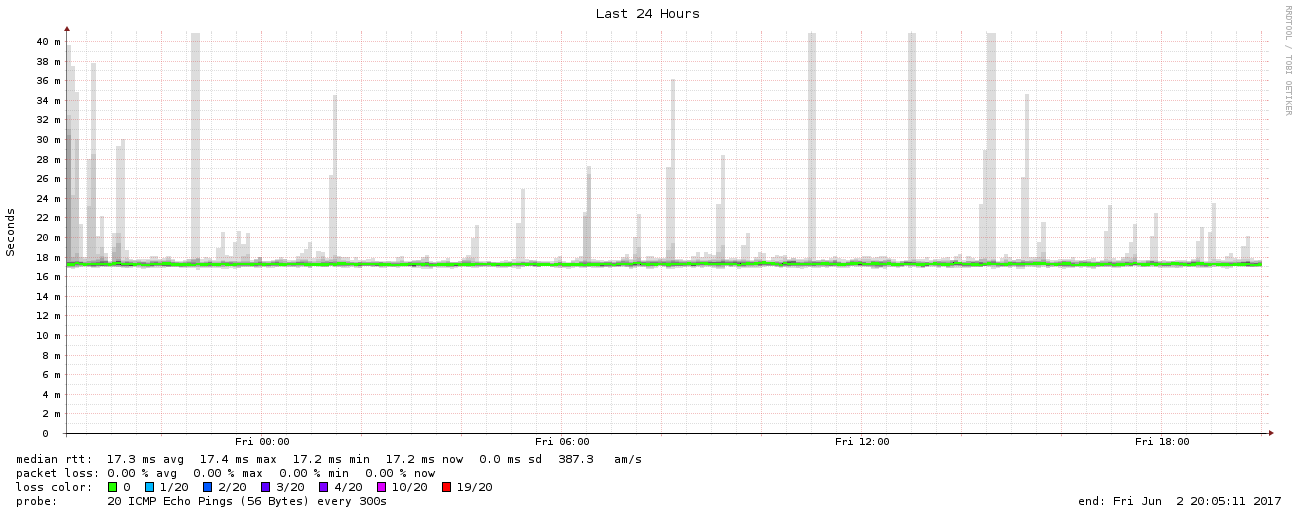 Last 24 Hours
RRDTOOL / TOBI OETIKER
Seconds
40 m
38 m
36 m
34 m
32 m
30 m
28 m
26 m
24 m
22 m
20 m
18 m
16 m
14 m
12 m
10 m
8 m
6 m
4 m
2 m
0
Fri 00:00 Fri 06:00 Fri 12:00 Fri 18:00
median rtt: 17.3 ms avg 17.4 ms max 17.2 ms min 17.2 ms now 0.0 ms sd 387.3 am/s
packet loss: 0.00 % avg 0.00 % max 0.00 % min 0.00 % now
loss color: 0 1/20 2/20 3/20 4/20 10/20 19/20
probe: 20 ICMP Echo Pings (56 Bytes) every 300s end: Fri Jun 2 20:05:11 2017